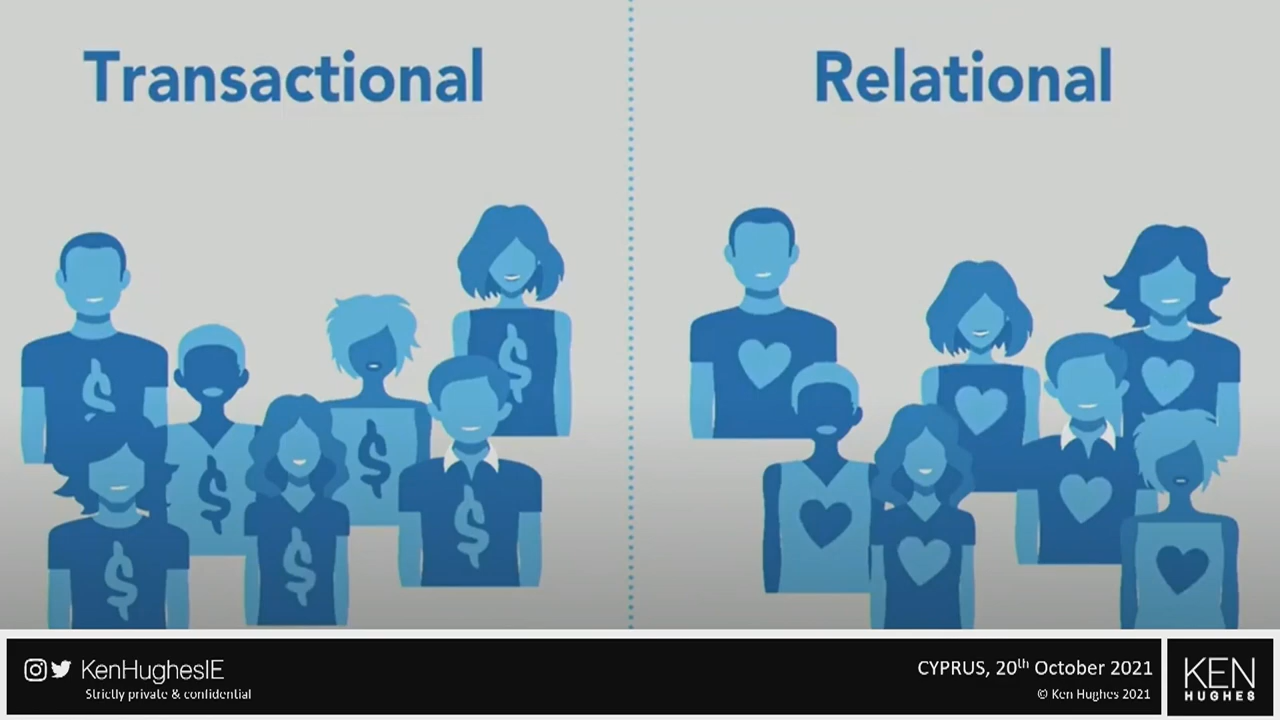 Transactional
Relational
$
$
$
$
$
$
$
KenHughesIE
Strictly private & confidential
CYPRUS, 20th October 2021
© Ken Hughes 2021
KEN
HUGHES